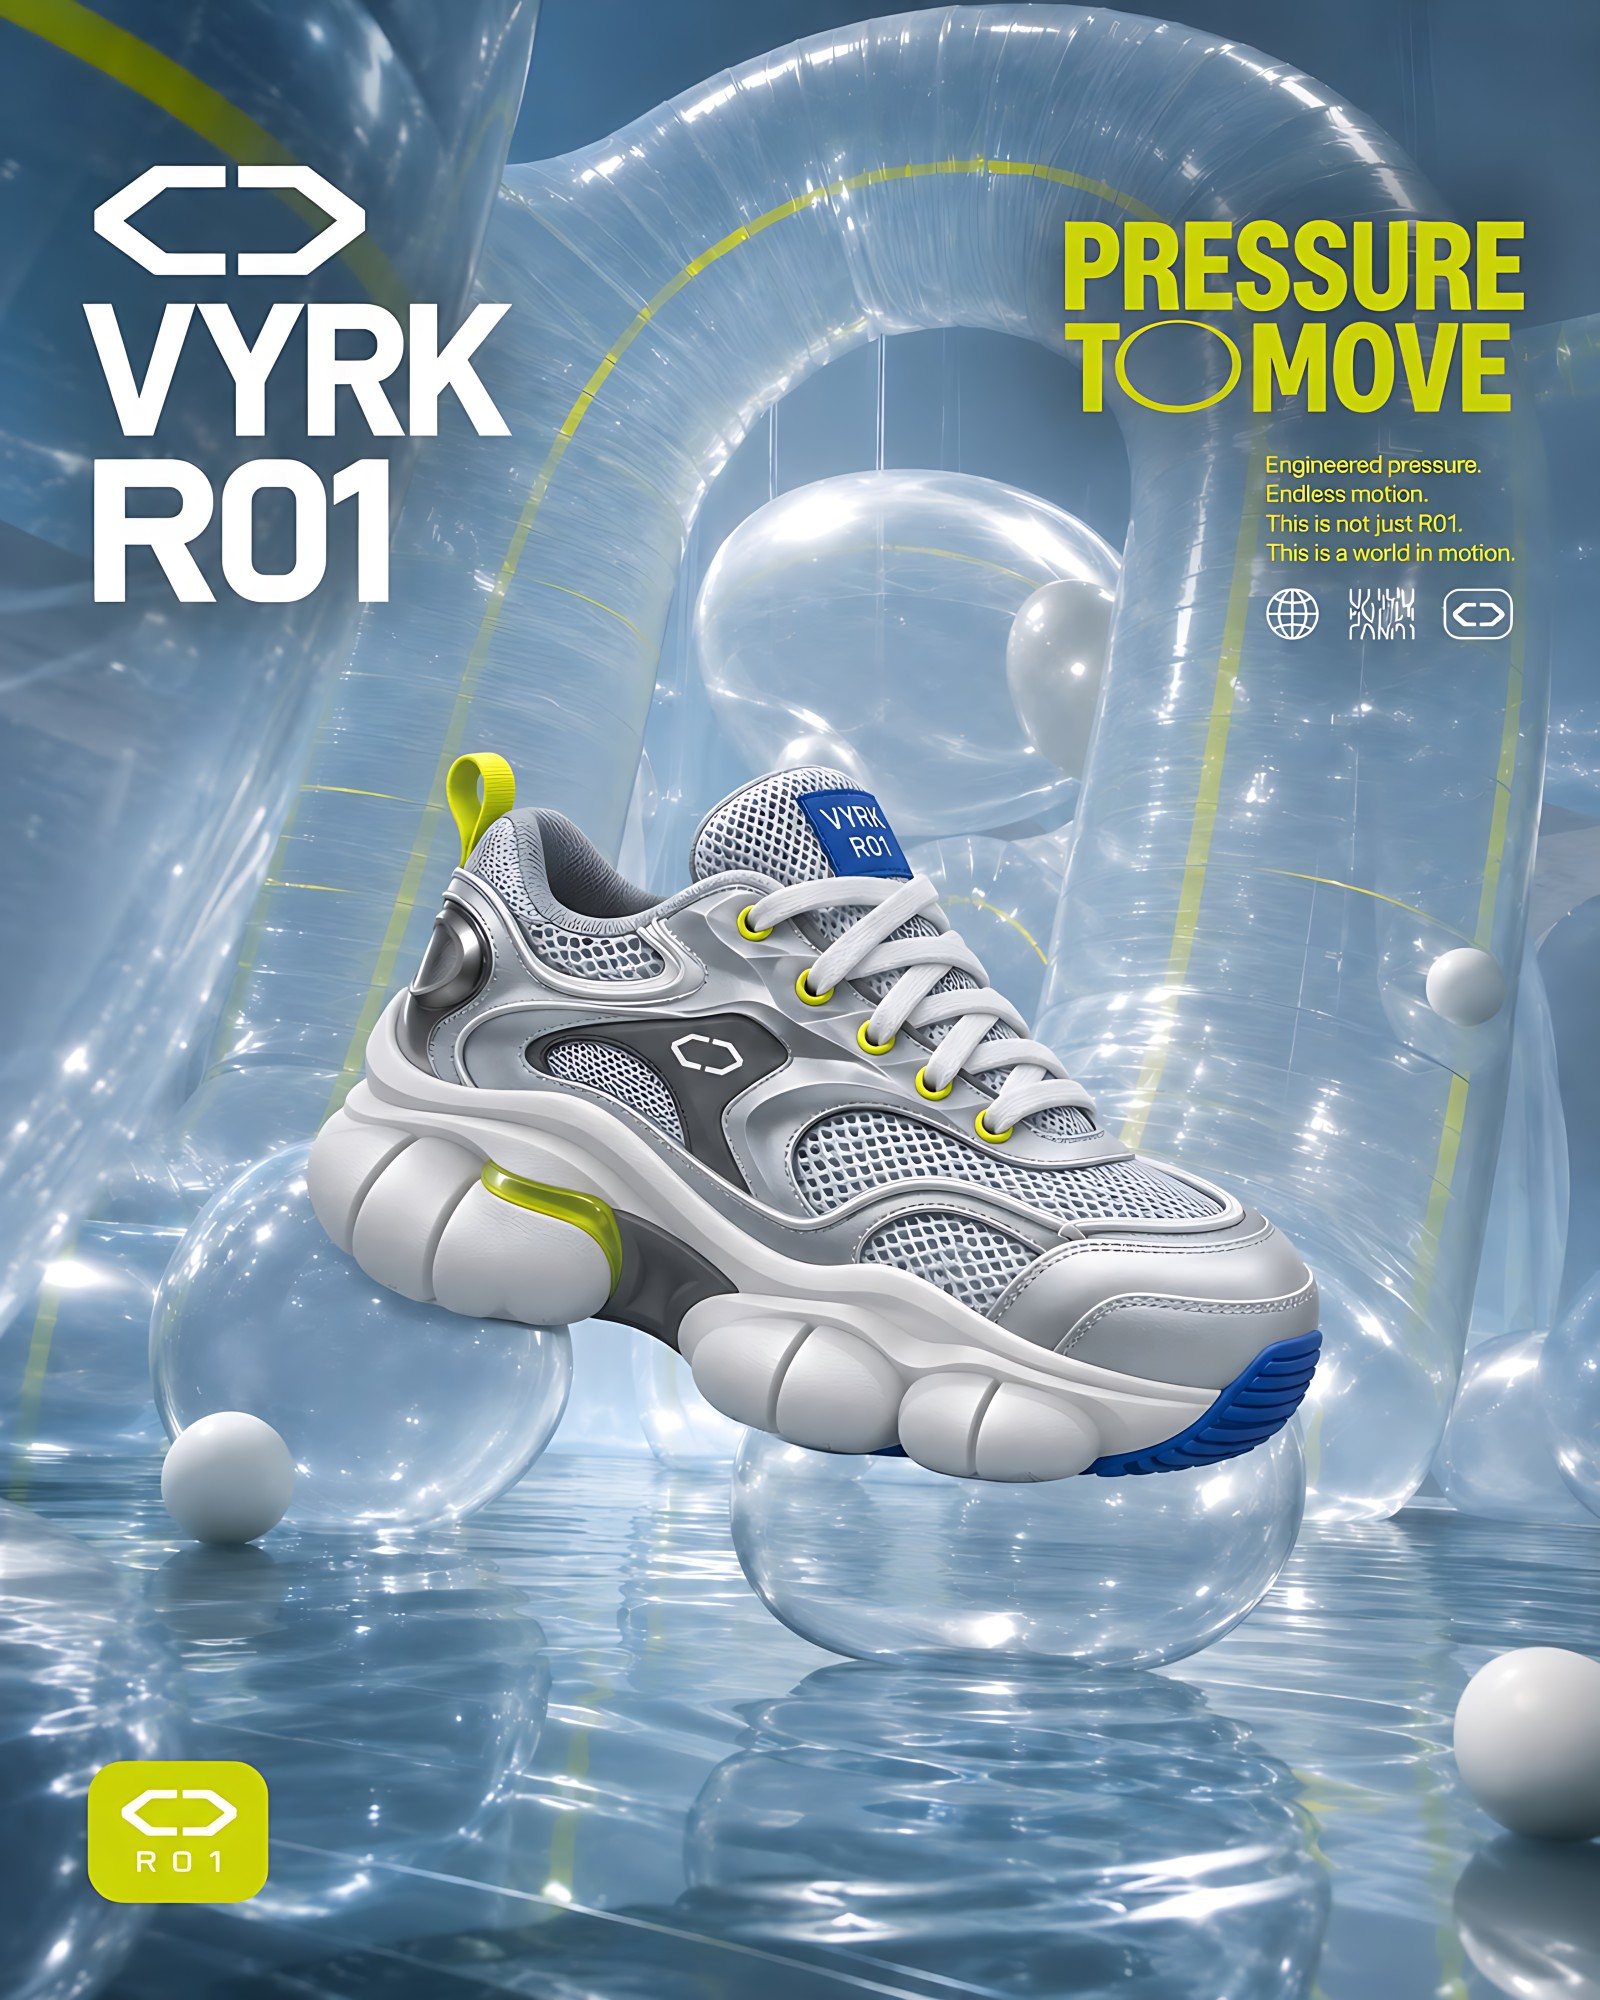 VYRK
R01
PRESSURE
TO MOVE
Engineered pressure.
Endless motion.
This is not just R01.
This is a world in motion.
VYRK
R01
R01